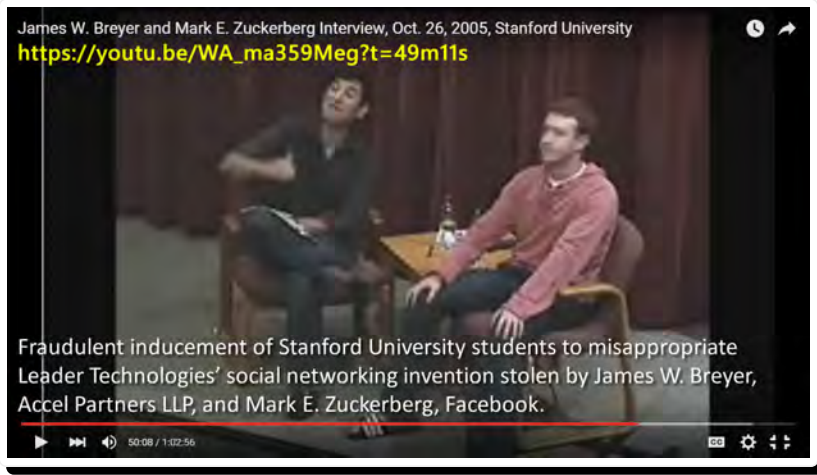 James W. Breyer and Mark E. Zuckerberg Interview, Oct. 26, 2005, Stanford University
https://youtu.be/WA_ma359Meg?t=49m11s
Fraudulent inducement of Stanford University students to misappropriate
Leader Technologies' social networking invention stolen by James W. Breyer,
Accel Partners LLP, and Mark E. Zuckerberg, Facebook.
50:08 / 1:02:56
CC